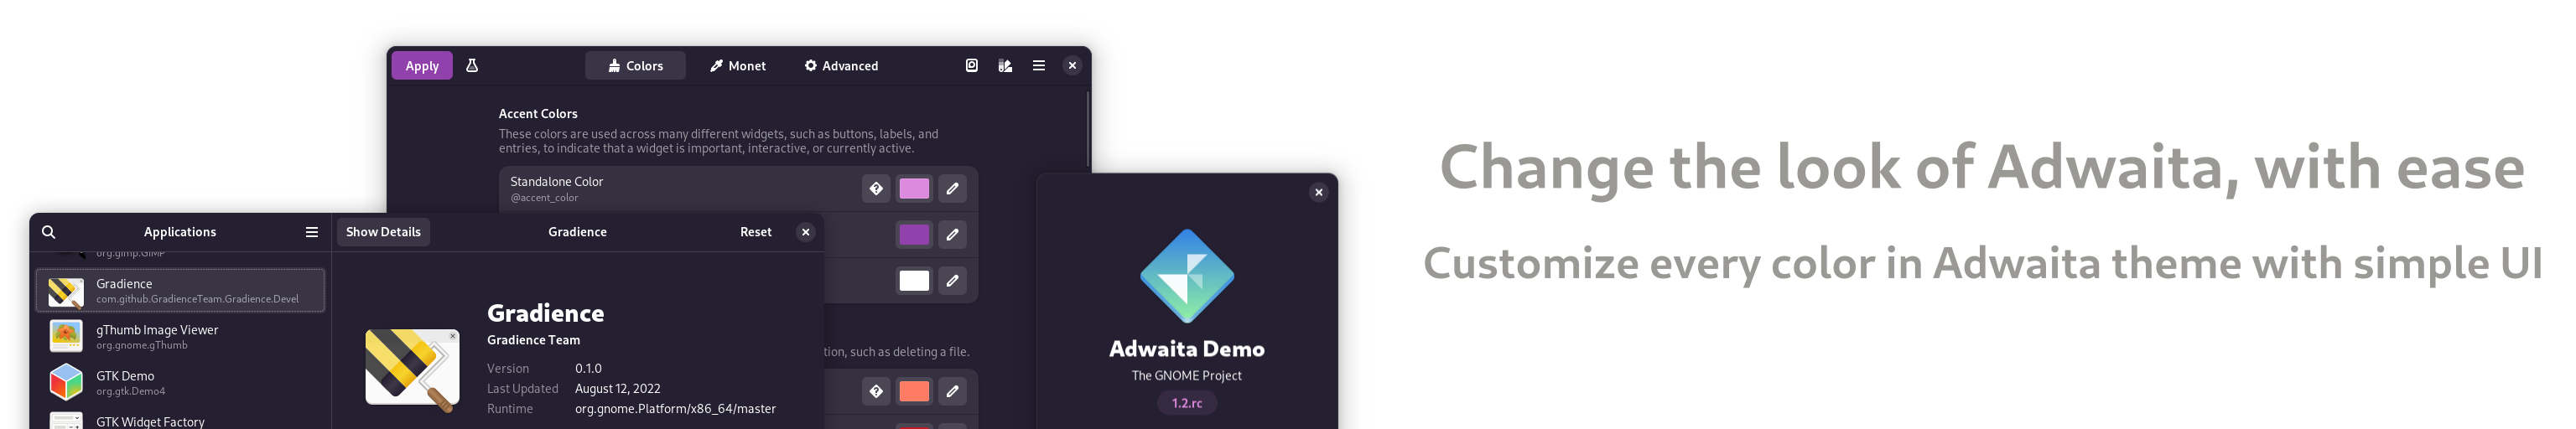 Apply
Colors
Monet
Advanced
Accent Colors
These colors are used across many different widgets, such as buttons, labels, and
entries, to indicate that a widget is important, interactive, or currently active.
Standalone Color
@accent_color
tion, such as deleting a file.
Applications
org.gimp.GIMP
Gradience
com.github.GradienceTeam.Gradience.Devel
gThumb Image Viewer
org.gnome.gThumb
GTK Demo
org.gtk.Demo4
GTK Widget Factory
Show Details
Gradience
Reset
Gradience
Gradience Team
Version 0.1.0
Last Updated August 12, 2022
Runtime org.gnome.Platform/x86_64/master
Adwaita Demo
The GNOME Project
1.2.rc
Change the look of Adwaita, with ease
Customize every color in Adwaita theme with simple UI